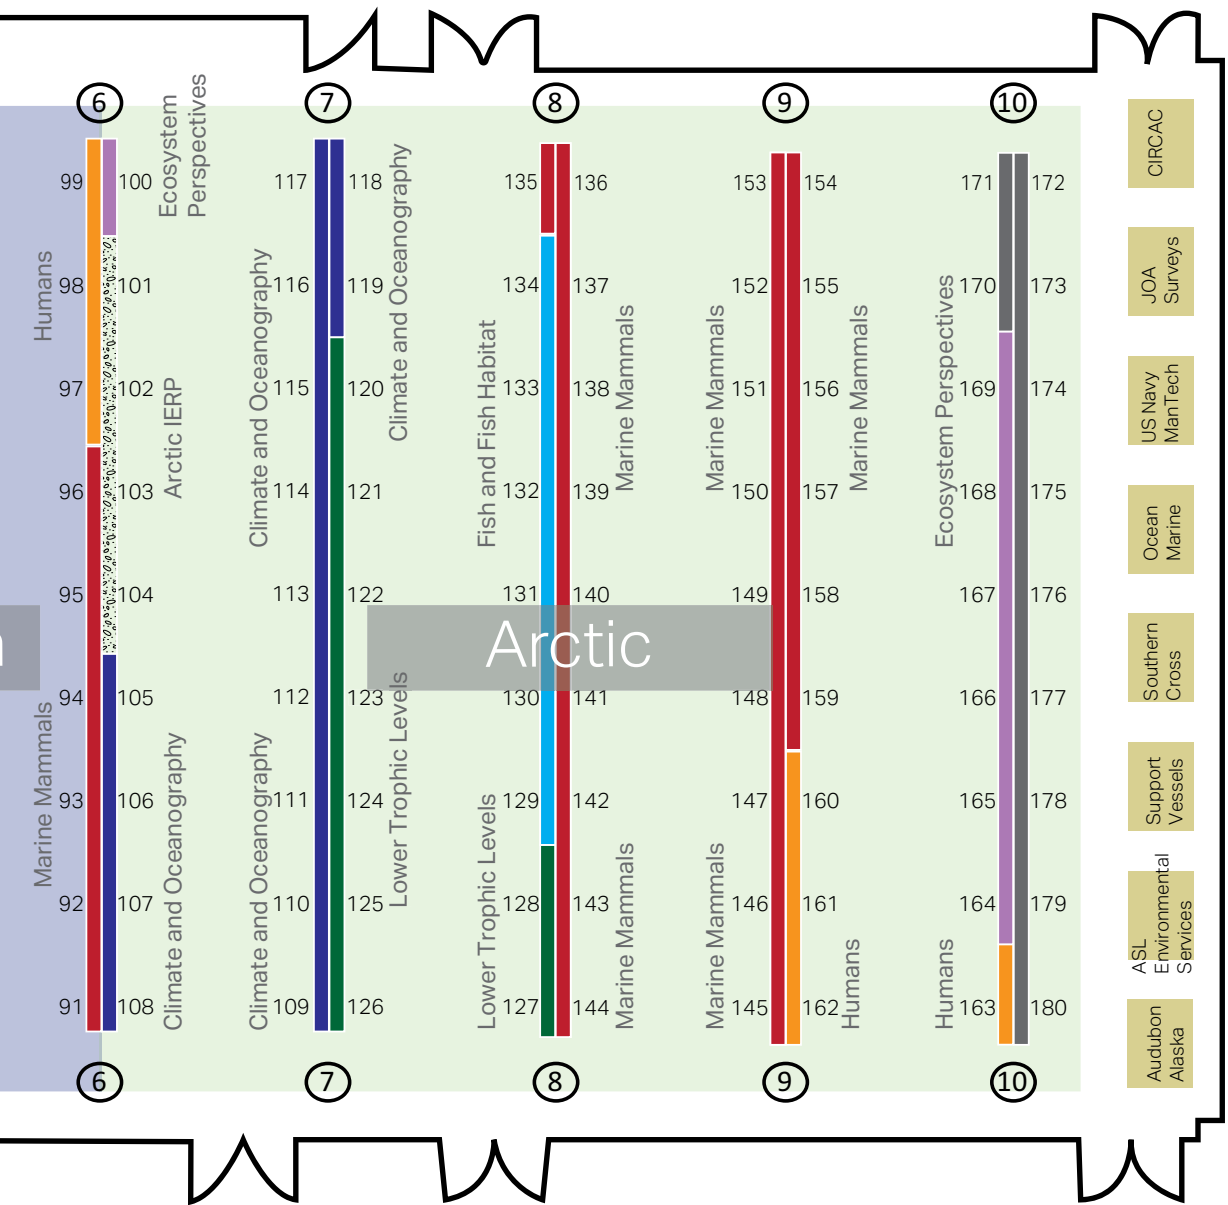 6
7
8
9
10
99
98
97
96
95
94
93
92
91
Humans
Marine Mammals
100
101
102
103
104
105
106
107
108
Ecosystem
Perspectives
Arctic IERP
Climate and Oceanography
117
116
115
114
113
112
111
110
109
Climate and Oceanography
Climate and Oceanography
118
119
120
121
122
123
124
125
126
Climate and Oceanography
Lower Trophic Levels
135
134
133
132
131
130
129
128
127
Fish and Fish Habitat
Lower Trophic Levels
Arctic
136
137
138
139
140
141
142
143
144
Marine Mammals
Marine Mammals
153
152
151
150
149
148
147
146
145
Marine Mammals
Marine Mammals
154
155
156
157
158
159
160
161
162
Marine Mammals
Humans
171
170
169
168
167
166
165
164
163
Ecosystem Perspectives
Humans
172
173
174
175
176
177
178
179
180
CIRCAC
JOA
Surveys
US Navy
ManTech
Ocean
Marine
Southern
Cross
Support
Vessels
ASL
Environmental
Services
Audubon
Alaska
6
7
8
9
10